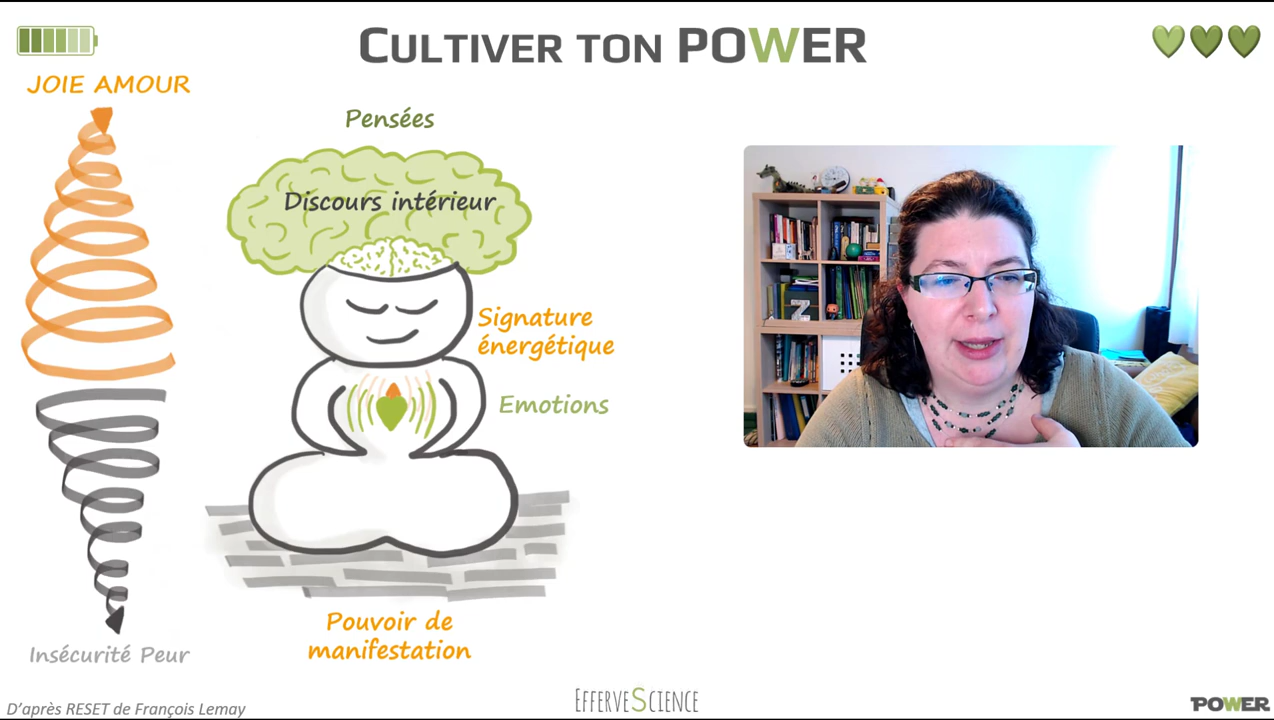 CULTIVER TON POWER
JOIE AMOUR
Pensées
Discours intérieur
Signature
énergétique
Emotions
Pouvoir de
manifestation
Insécurité Peur
D'après RESET de François Lemay
EFFERVESCIENCE
POWER
Z